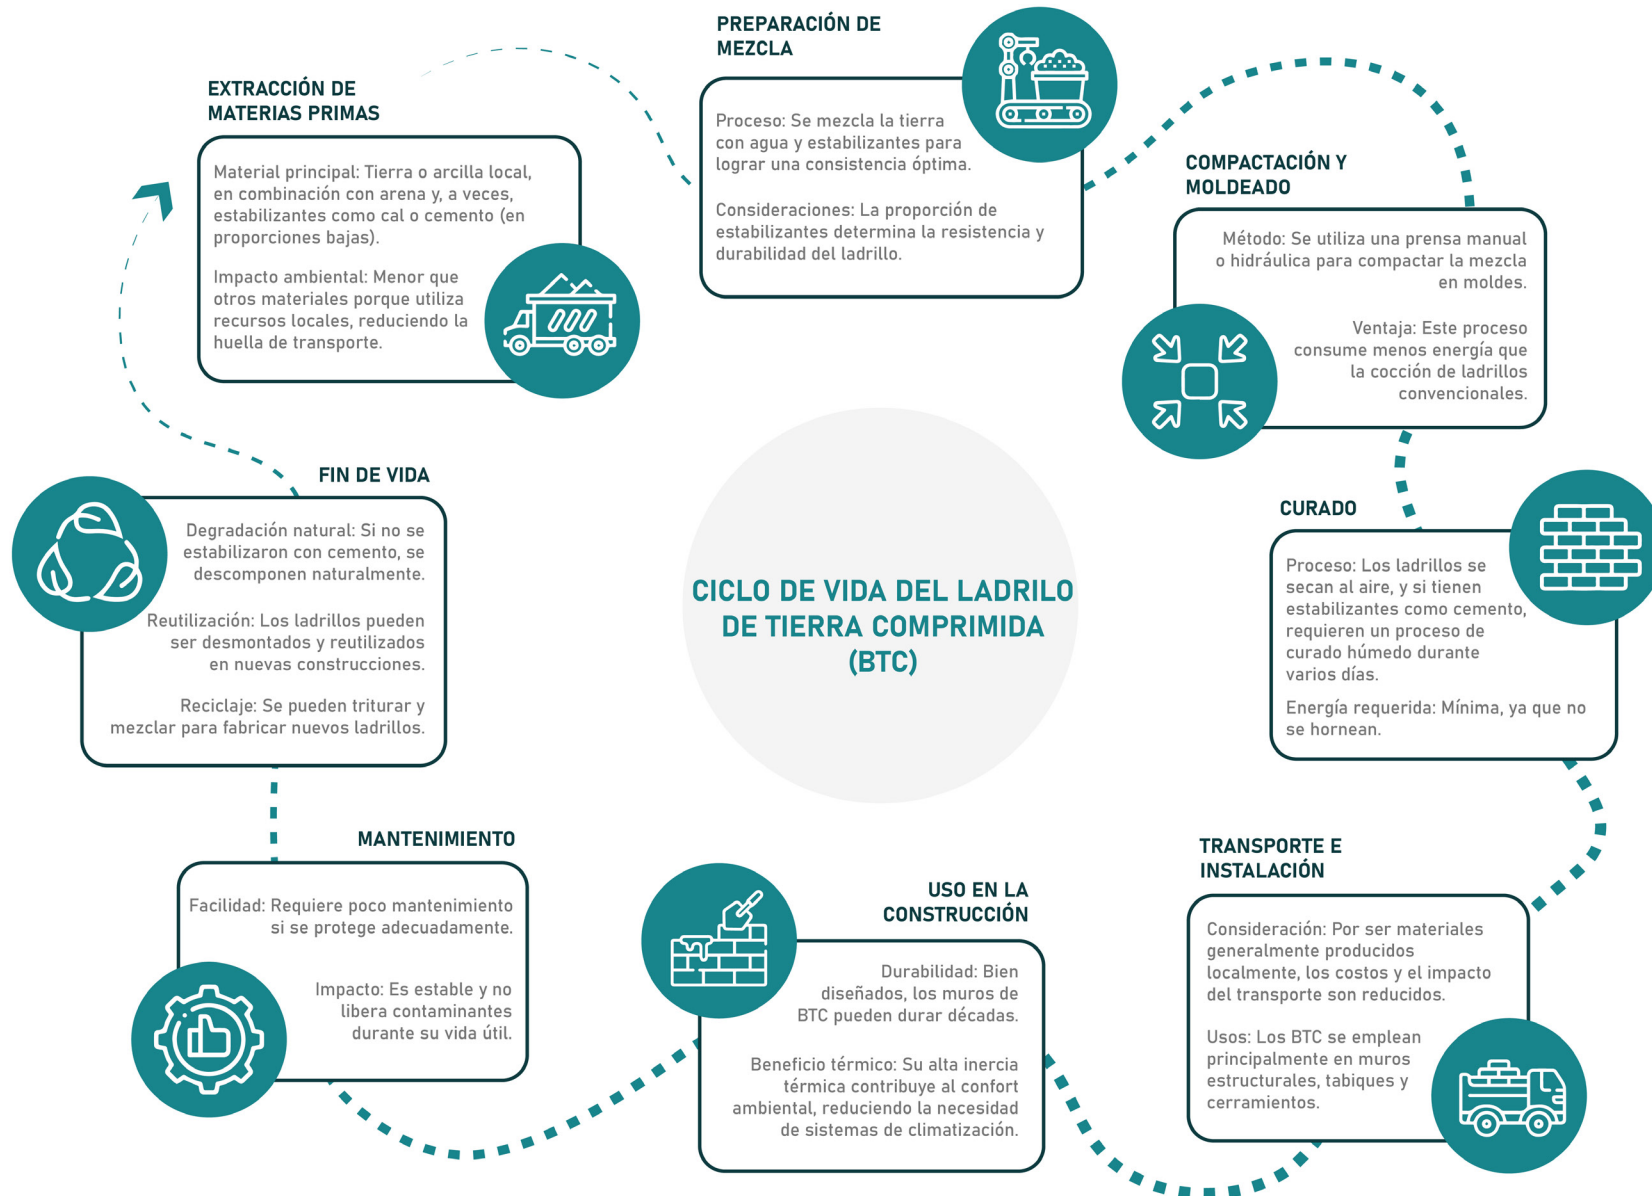 PREPARACIÓN DE
MEZCLA
Proceso: Se mezcla la tierra
con agua y estabilizantes para
lograr una consistencia óptima.
Consideraciones: La proporción de
estabilizantes determina la resistencia y
durabilidad del ladrillo.
EXTRACCIÓN DE
MATERIAS PRIMAS
Material principal: Tierra o arcilla local,
en combinación con arena y, a veces,
estabilizantes como cal o cemento (en
proporciones bajas).
Impacto ambiental: Menor que
otros materiales porque utiliza
recursos locales, reduciendo la
huella de transporte.
COMPACTACIÓN Y
MOLDEADO
Método: Se utiliza una prensa manual
o hidráulica para compactar la mezcla
en moldes.
Ventaja: Este proceso
consume menos energía que
la cocción de ladrillos
convencionales.
FIN DE VIDA
Degradación natural: Si no se
estabilizaron con cemento, se
descomponen naturalmente.
Reutilización: Los ladrillos pueden
ser desmontados y reutilizados
en nuevas construcciones.
Reciclaje: Se pueden triturar y
mezclar para fabricar nuevos ladrillos.
CICLO DE VIDA DEL LADRILO
DE TIERRA COMPRIMIDA
(BTC)
CURADO
Proceso: Los ladrillos se
secan al aire, y si tienen
estabilizantes como cemento,
requieren un proceso de
curado húmedo durante
varios días.
Energía requerida: Mínima, ya que no
se hornean.
MANTENIMIENTO
Facilidad: Requiere poco mantenimiento
si se protege adecuadamente.
Impacto: Es estable y no
libera contaminantes
durante su vida útil.
USO EN LA
CONSTRUCCIÓN
Durabilidad: Bien
diseñados, los muros de
BTC pueden durar décadas.
Beneficio térmico: Su alta inercia
térmica contribuye al confort
ambiental, reduciendo la necesidad
de sistemas de climatización.
TRANSPORTE E
INSTALACIÓN
Consideración: Por ser materiales
generalmente producidos
localmente, los costos y el impacto
del transporte son reducidos.
Usos: Los BTC se emplean
principalmente en muros
estructurales, tabiques y
cerramientos.